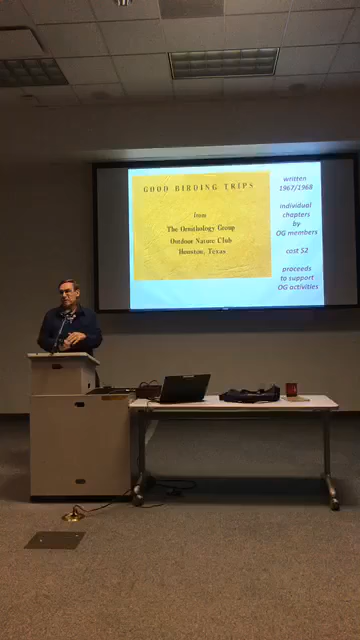 GOOD BIRDING TRIPS
from
The Ornithology Group
Outdoor Nature Club
Houston, Texas
written
1967/1968
individual
chapters
by
OG members
cost $2
proceeds
to support
OG activities